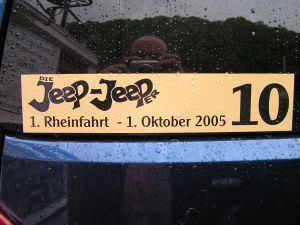 DIE
Jeep-Jeeper
1. Rheinfahrt - 1. Oktober 2005
10